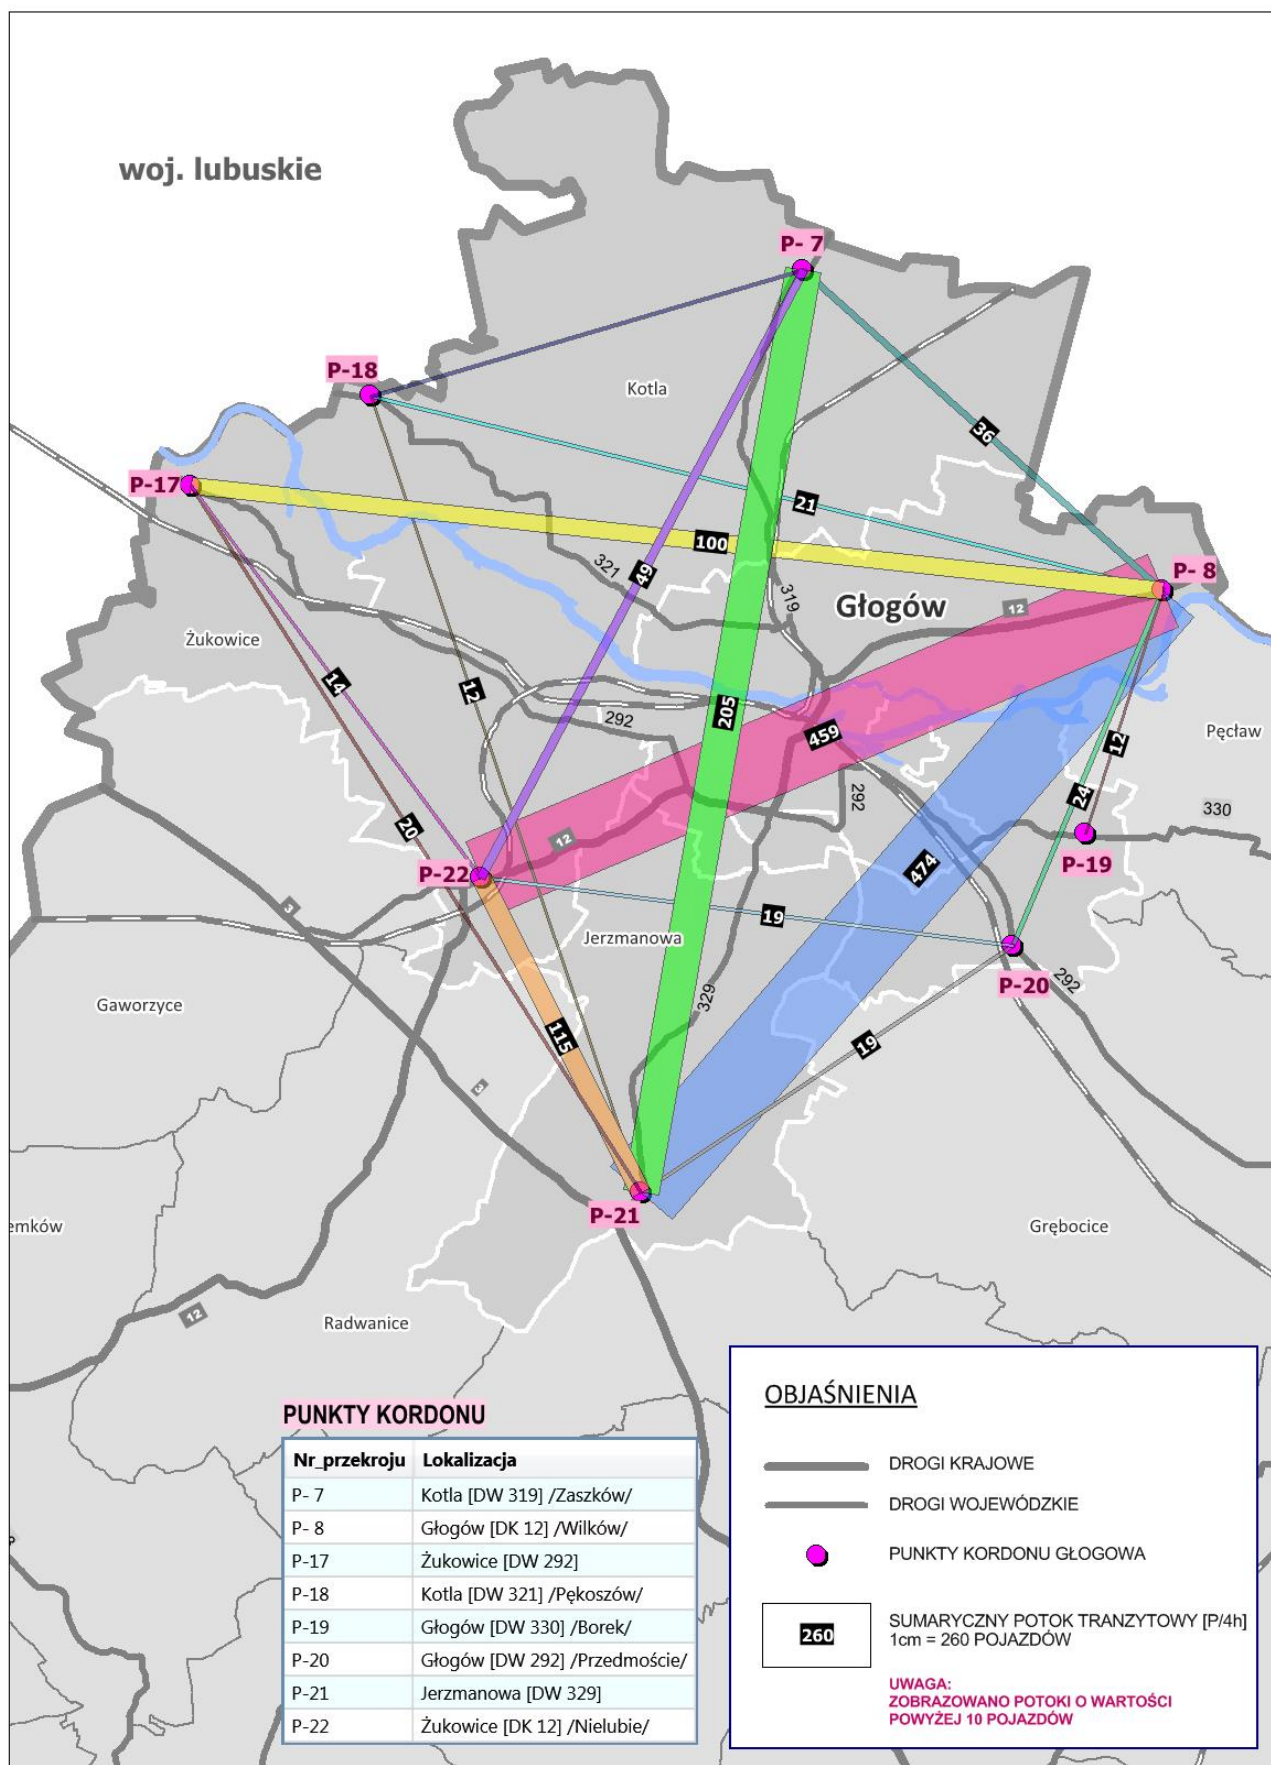 woj. lubuskie
P- 7
P-18
Kotla
36
P-17
21
100
321
49
319
P- 8
Głogów
12
Żukowice
14
12
205
292
459
12
Pęcław
24
292
330
20
12
P-19
474
P-22
3
19
Jerzmanowa
P-20
292
Gaworzyce
329
115
19
3
P-21
emków
Grębocice
12
Radwanice
PUNKTY KORDONU
Nr_przekroju Lokalizacja
P- 7 Kotla [DW 319] /Zaszków/
P- 8 Głogów [DK 12] /Wilków/
P-17 Żukowice [DW 292]
P-18 Kotla [DW 321] /Pękoszów/
P-19 Głogów [DW 330] /Borek/
P-20 Głogów [DW 292] /Przedmoście/
P-21 Jerzmanowa [DW 329]
P-22 Żukowice [DK 12] /Nielubie/
OBJAŚNIENIA
DROGI KRAJOWE
DROGI WOJEWÓDZKIE
PUNKTY KORDONU GŁOGOWA
260
SUMARYCZNY POTOK TRANZYTOWY [P/4h]
1cm = 260 POJAZDÓW
UWAGA:
ZOBRAZOWANO POTOKI O WARTOŚCI
POWYŻEJ 10 POJAZDÓW